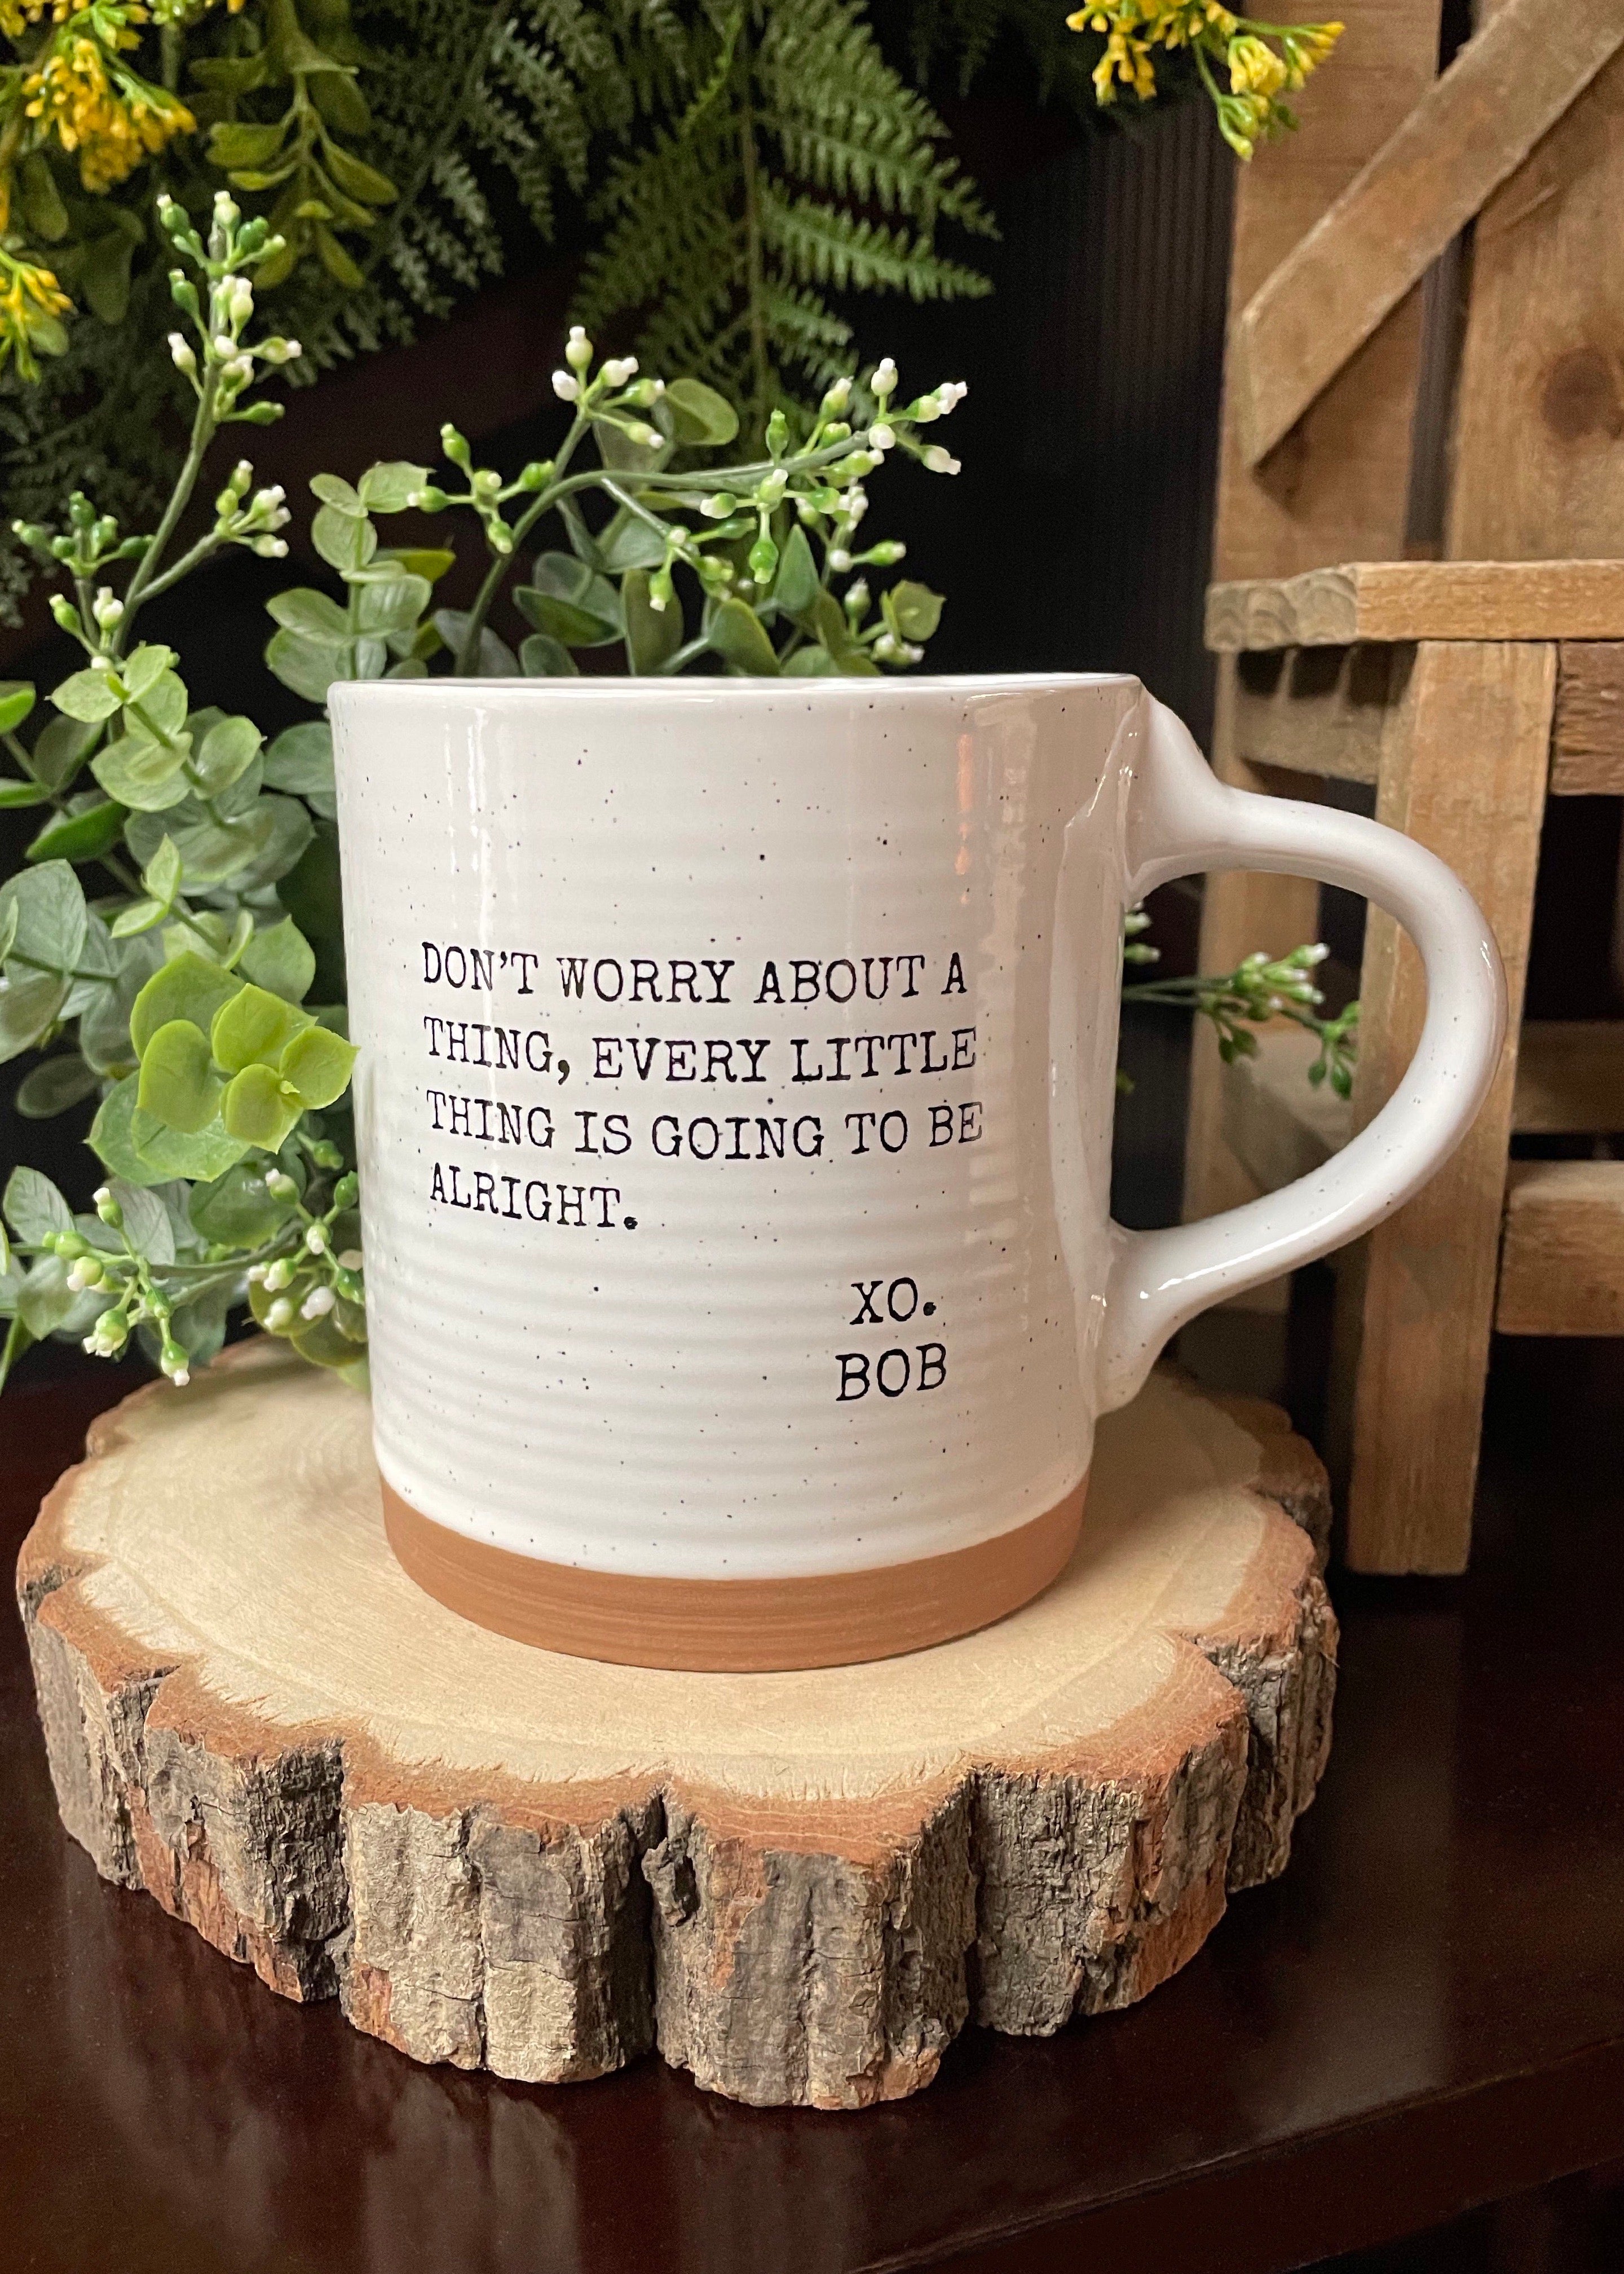 DON'T WORRY ABOUT A
THING, EVERY LITTLE
THING IS GOING TO BE
ALRIGHT.
XO.
BOB